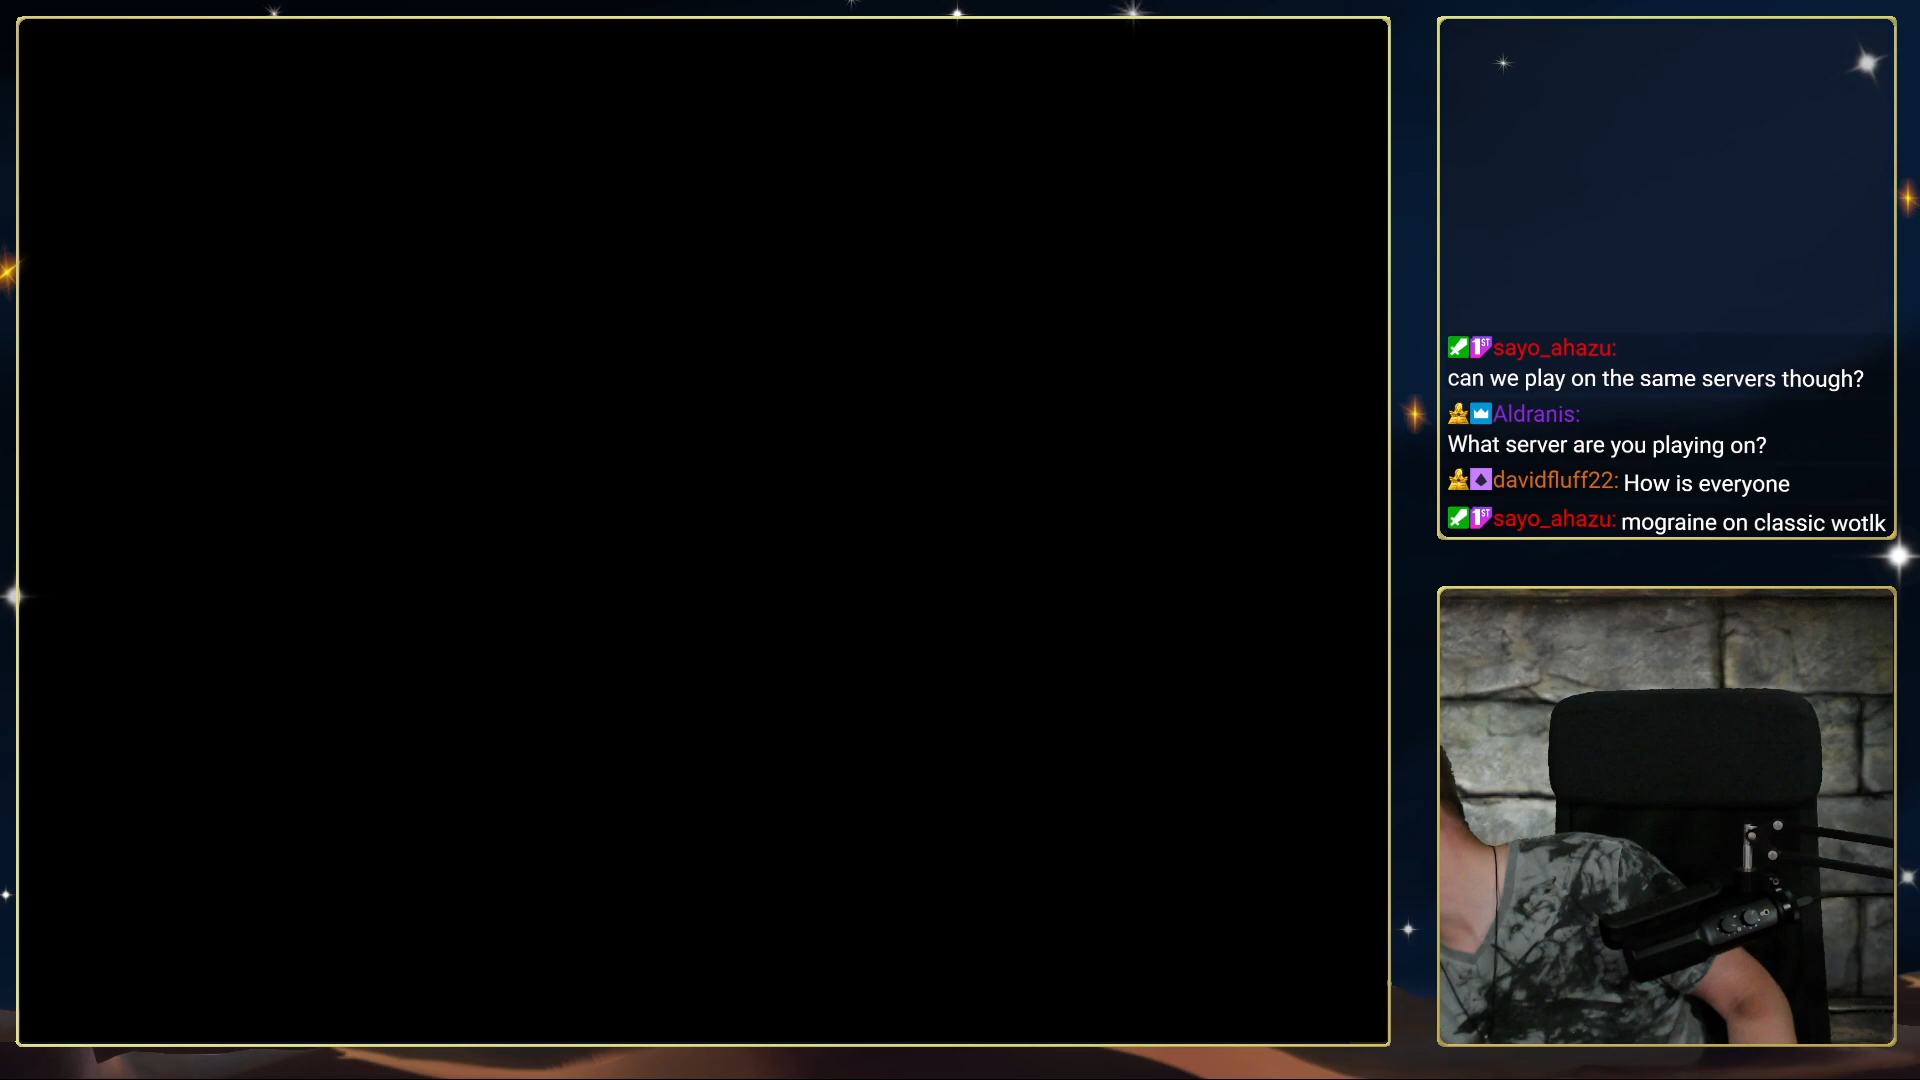 sayo_ahazu:
can we play on the same servers though?
Aldranis:
What server are you playing on?
davidfluff22: How is everyone
sayo_ahazu: mograine on classic wotlk